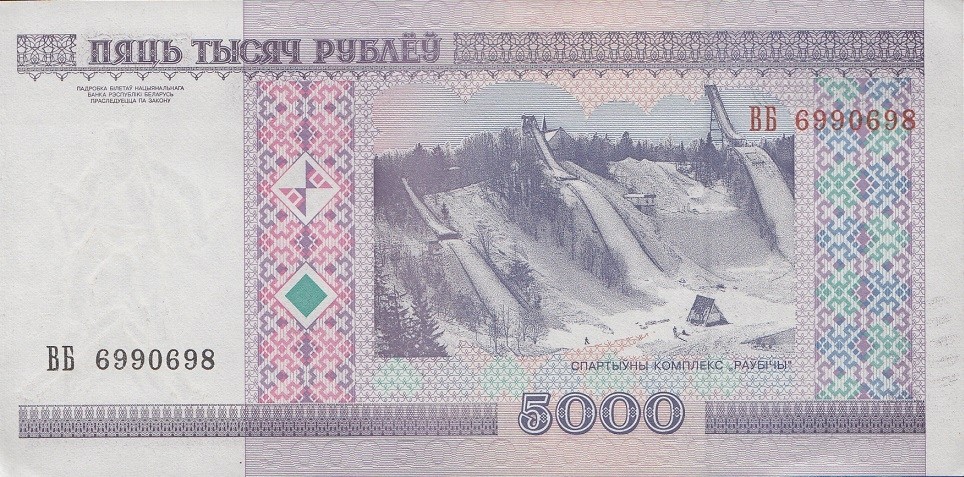 ПЯЦЬ ТЫСЯЧ РУБЛЁЎ
ПАДРОБКА БІЛЕТАЎ НАЦЫЯНАЛЬНАГА
БАНКА РЭСПУБЛІКІ БЕЛАРУСЬ
ПРАСЛЕДУЕЦЦА ПА ЗАКОНУ
ВБ 6990698
ВБ 6990698
СПАРТЫЎНЫ КОМПЛЕКС „РАЎБІЧЫ"
5000